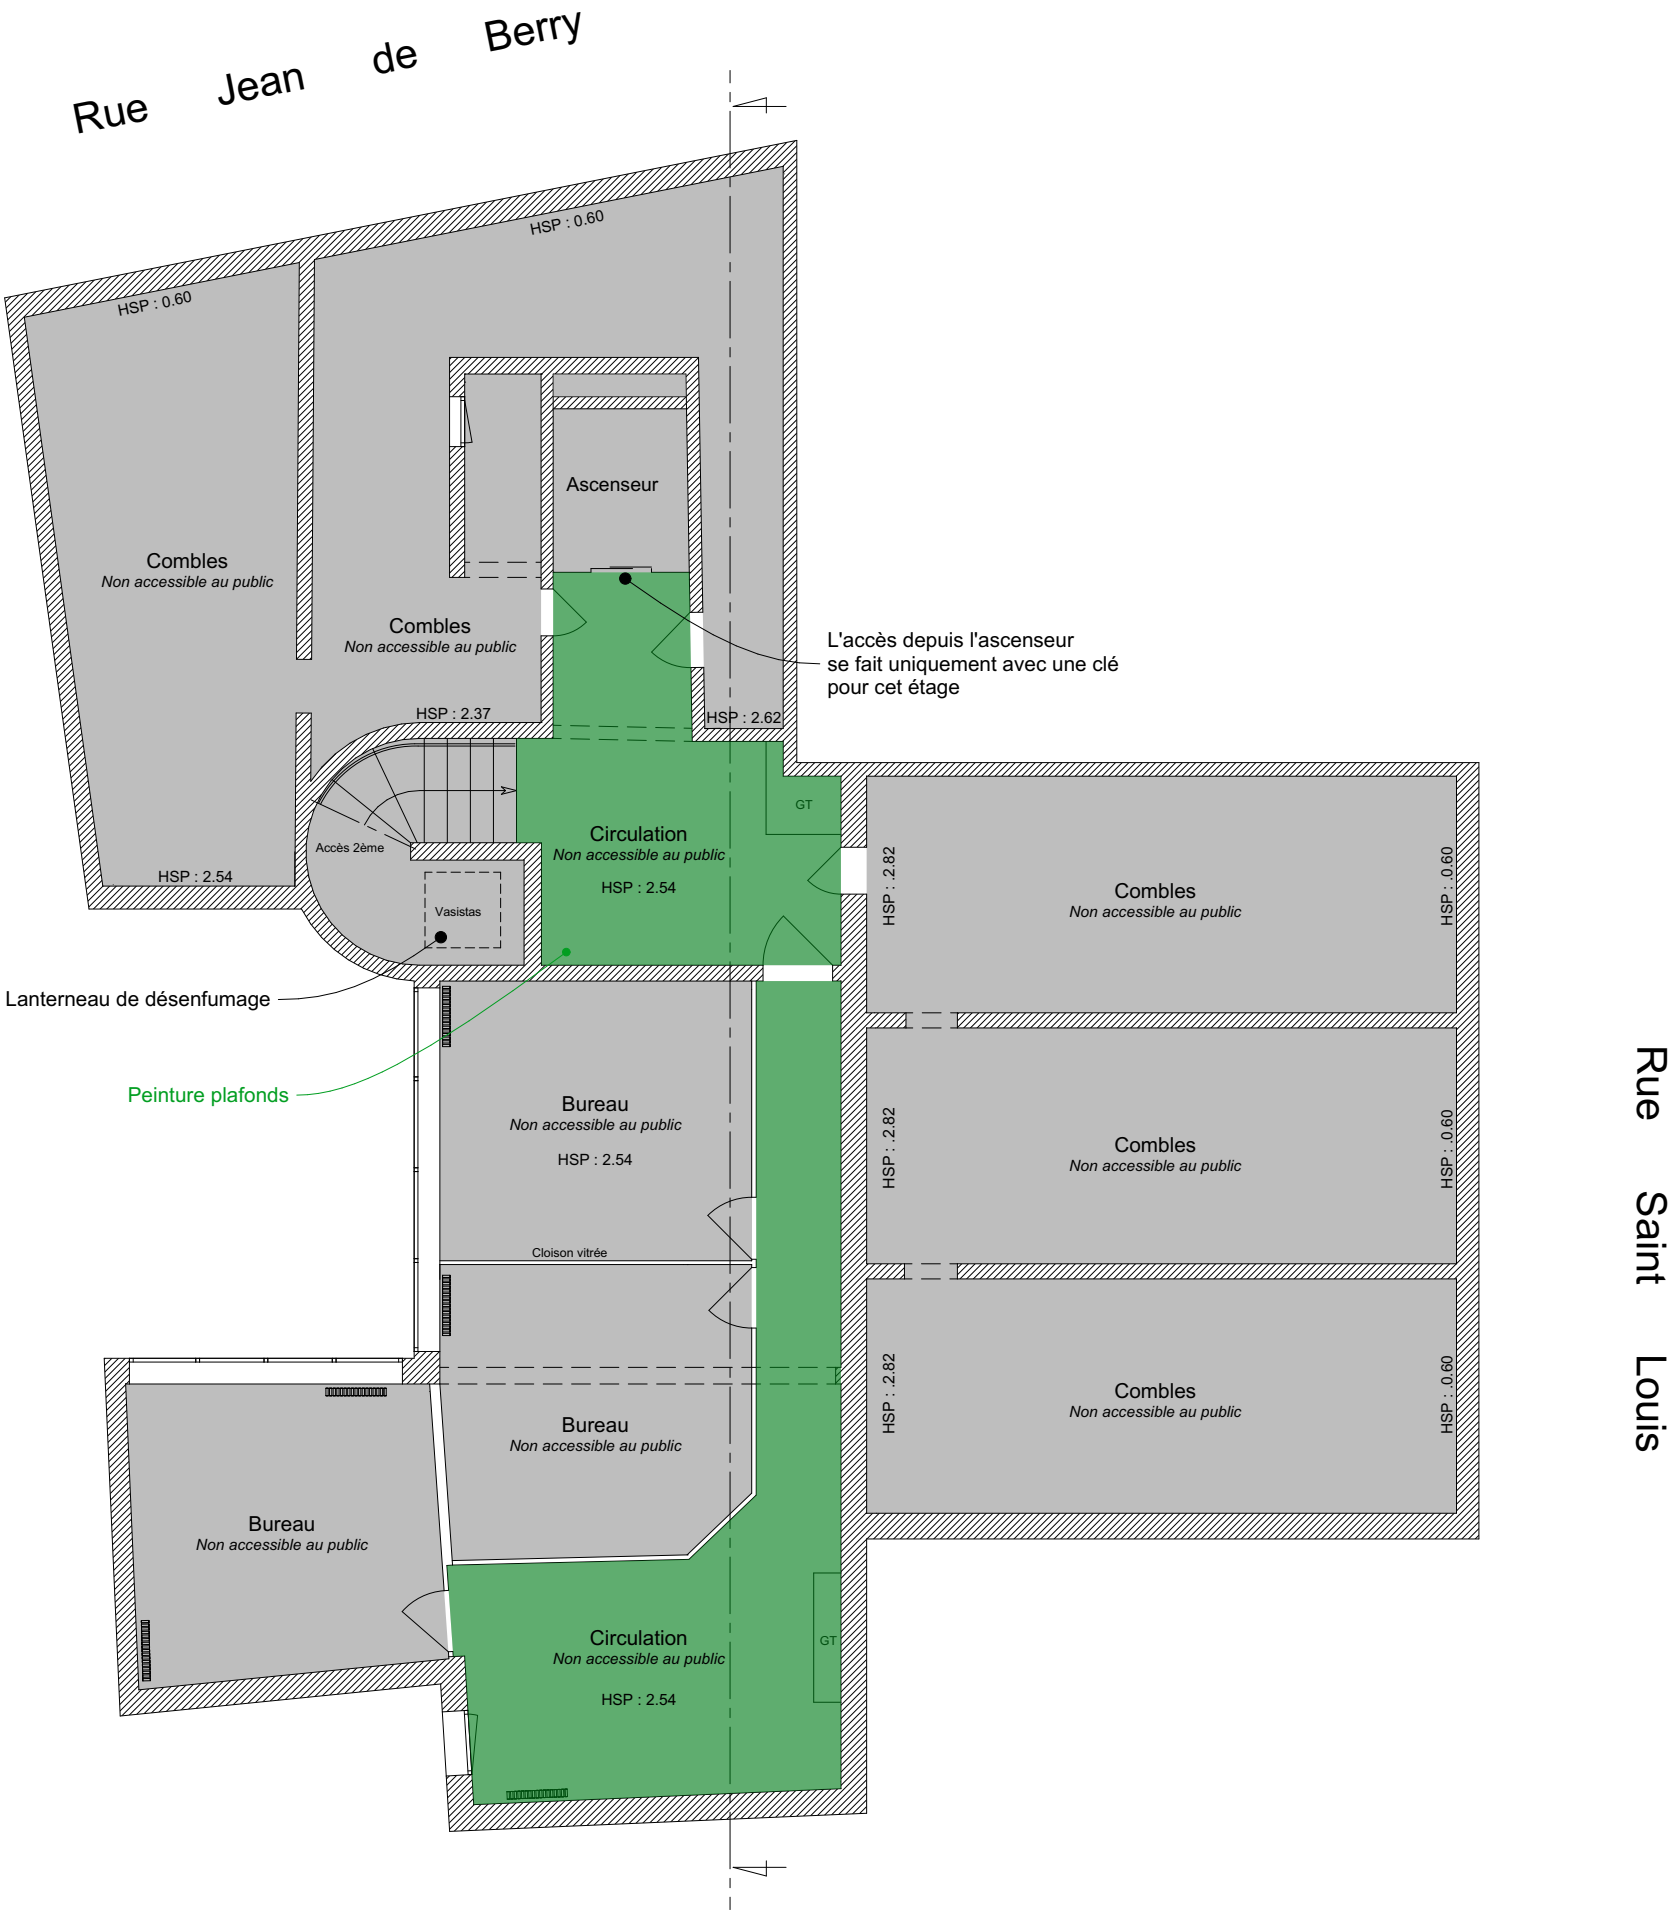 Rue Jean de Berry
HSP : 0.60
HSP : 0.60
Ascenseur
Combles
Non accessible au public
Combles
Non accessible au public
L'accès depuis l'ascenseur
se fait uniquement avec une clé
pour cet étage
HSP : 2.37
HSP : 2.62
GT
Circulation
Non accessible au public
HSP : 2.54
Accès 2ème
HSP : 2.54
Vasistas
HSP : .2.82
Combles
Non accessible au public
HSP : .0.60
Lanterneau de désenfumage
Peinture plafonds
Bureau
Non accessible au public
HSP : 2.54
HSP : .2.82
Combles
Non accessible au public
HSP : .0.60
Rue Saint Louis
Cloison vitrée
HSP : .2.82
Combles
Non accessible au public
HSP : .0.60
Bureau
Non accessible au public
Bureau
Non accessible au public
Circulation
Non accessible au public
HSP : 2.54
GT